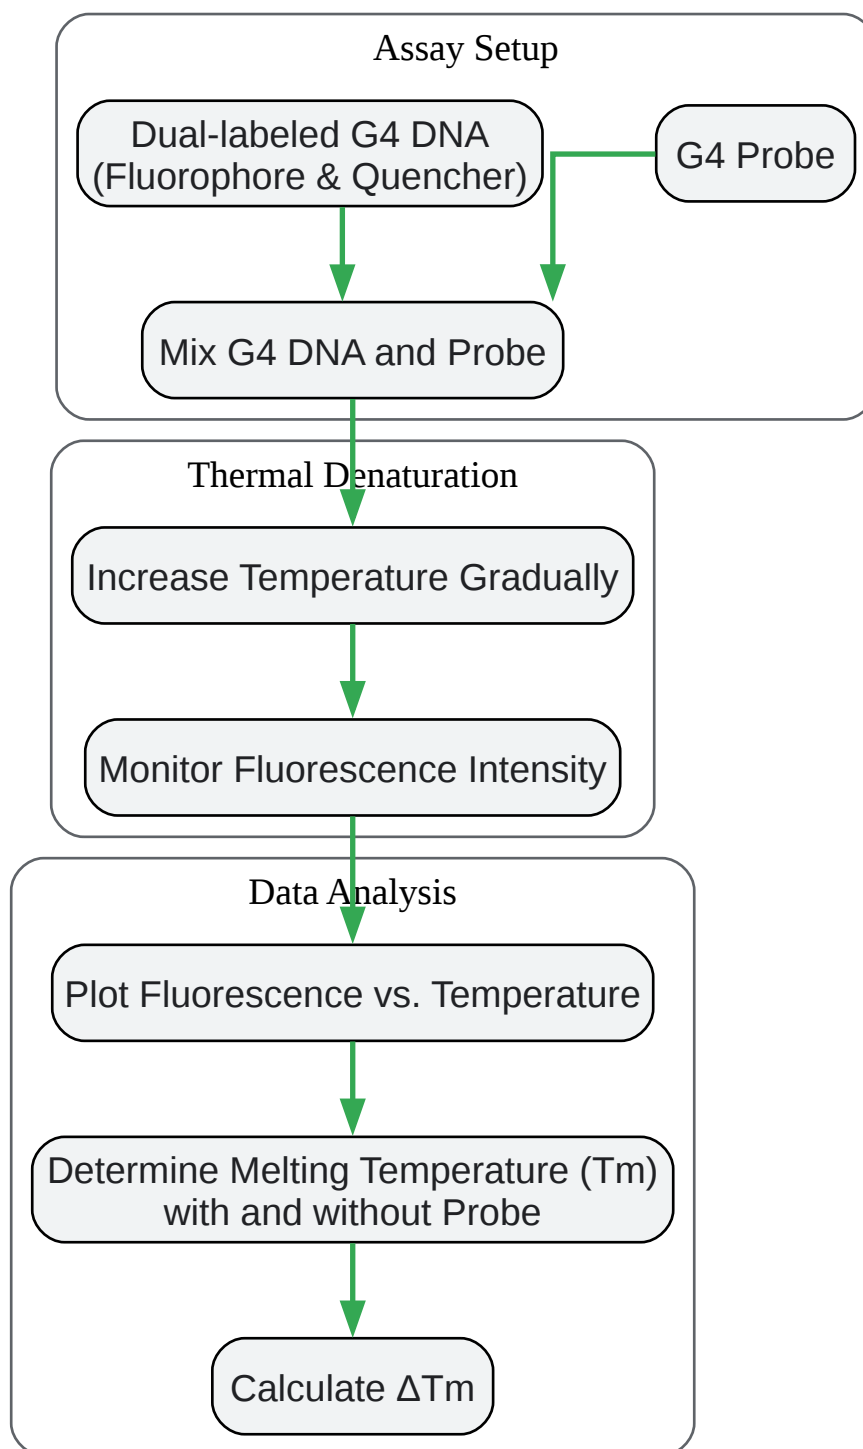 Assay Setup
Dual-labeled G4 DNA
(Fluorophore & Quencher)
G4 Probe
Mix G4 DNA and Probe
Thermal Denaturation
Increase Temperature Gradually
Monitor Fluorescence Intensity
Data Analysis
Plot Fluorescence vs. Temperature
Determine Melting Temperature (Tm)
with and without Probe
Calculate ΔTm